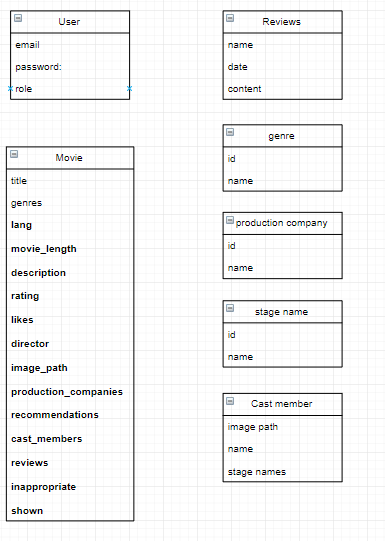 User
email
password:
role
Reviews
name
date
content
Movie
title
genres
lang
movie_length
description
rating
likes
director
image_path
production_companies
recommendations
cast_members
reviews
inappropriate
shown
genre
id
name
production company
id
name
stage name
id
name
Cast member
image path
name
stage names